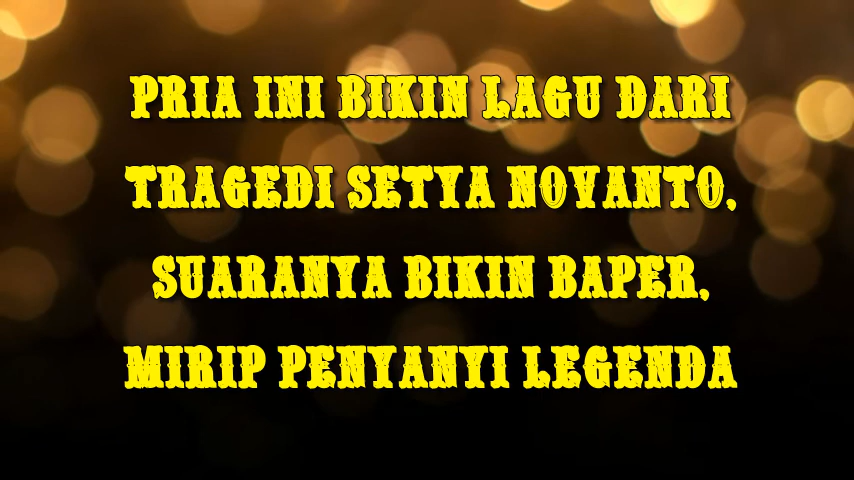 PRIA INI BIKIN LAGU DARI
TRAGEDI SETYA NOVANTO,
SUARANYA BIKIN BAPER,
MIRIP PENYANYI LEGENDA